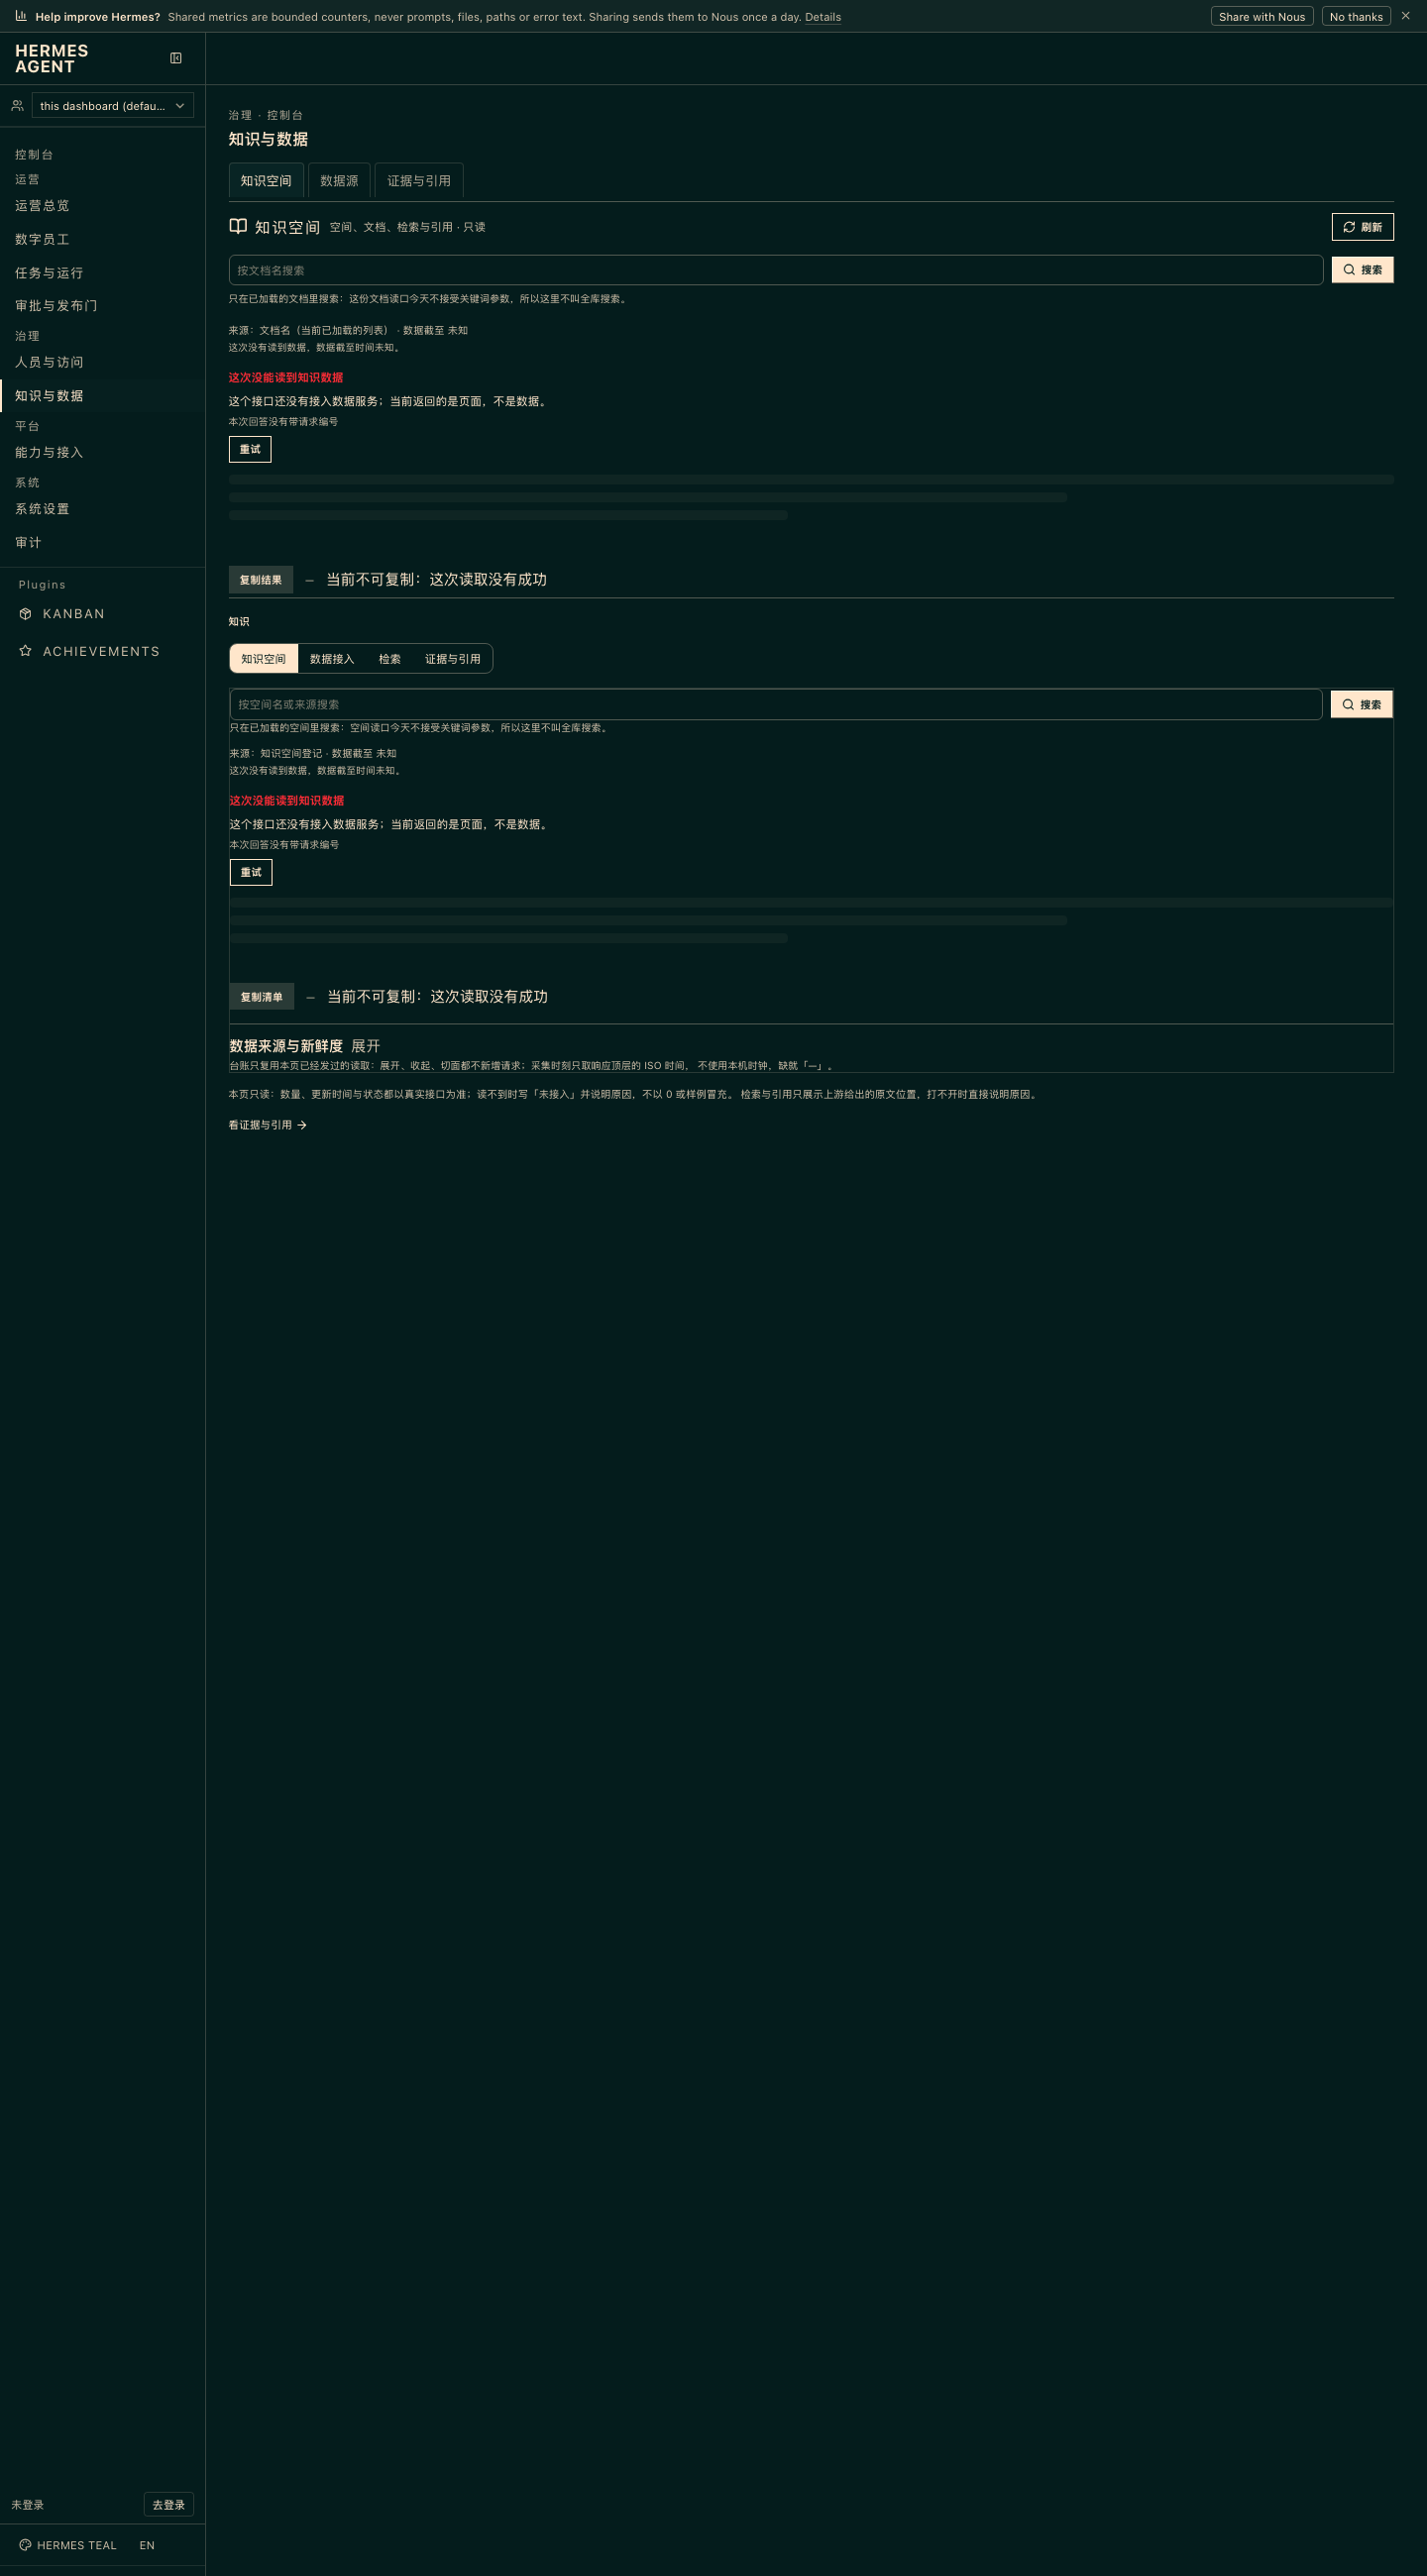 Help improve Hermes? Shared metrics are bounded counters, never prompts, files, paths or error text. Sharing sends them to Nous once a day. Details
Share with Nous
No thanks
HERMES
AGENT
this dashboard (defau...
控制台
运营
运营总览
数字员工
任务与运行
审批与发布门
治理
人员与访问
知识与数据
平台
能力与接入
系统
系统设置
审计
Plugins
KANBAN
ACHIEVEMENTS
未登录
去登录
HERMES TEAL
EN
治理 · 控制台
知识与数据
知识空间
数据源
证据与引用
知识空间 空间、文档、检索与引用 · 只读
刷新
按文档名搜索
搜索
只在已加载的文档里搜索：这份文档读口今天不接受关键词参数，所以这里不叫全库搜索。
来源：文档名（当前已加载的列表） · 数据截至 未知
这次没有读到数据，数据截至时间未知。
这次没能读到知识数据
这个接口还没有接入数据服务；当前返回的是页面，不是数据。
本次回答没有带请求编号
重试
复制结果 — 当前不可复制：这次读取没有成功
知识
知识空间
数据接入
检索
证据与引用
按空间名或来源搜索
搜索
只在已加载的空间里搜索：空间读口今天不接受关键词参数，所以这里不叫全库搜索。
来源：知识空间登记 · 数据截至 未知
这次没有读到数据，数据截至时间未知。
这次没能读到知识数据
这个接口还没有接入数据服务；当前返回的是页面，不是数据。
本次回答没有带请求编号
重试
复制清单 — 当前不可复制：这次读取没有成功
数据来源与新鲜度 展开
台账只复用本页已经发过的读取：展开、收起、切面都不新增请求；采集时刻只取响应顶层的 ISO 时间， 不使用本机时钟，缺就「—」。
本页只读：数量、更新时间与状态都以真实接口为准；读不到时写「未接入」并说明原因，不以 0 或样例冒充。 检索与引用只展示上游给出的原文位置，打不开时直接说明原因。
看证据与引用 →